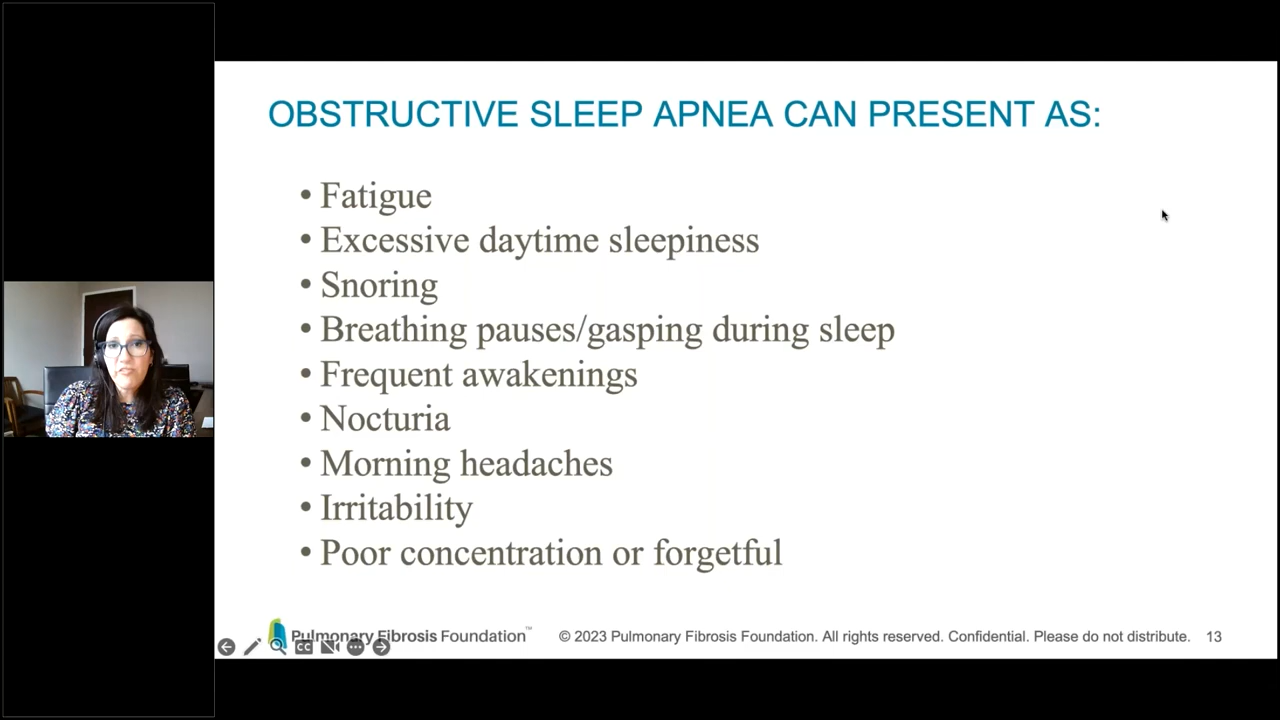 OBSTRUCTIVE SLEEP APNEA CAN PRESENT AS:
• Fatigue
• Excessive daytime sleepiness
• Snoring
• Breathing pauses/gasping during sleep
• Frequent awakenings
• Nocturia
• Morning headaches
• Irritability
• Poor concentration or forgetful
Pulmonary Fibrosis Foundation™ © 2023 Pulmonary Fibrosis Foundation. All rights reserved. Confidential. Please do not distribute. 13
CC